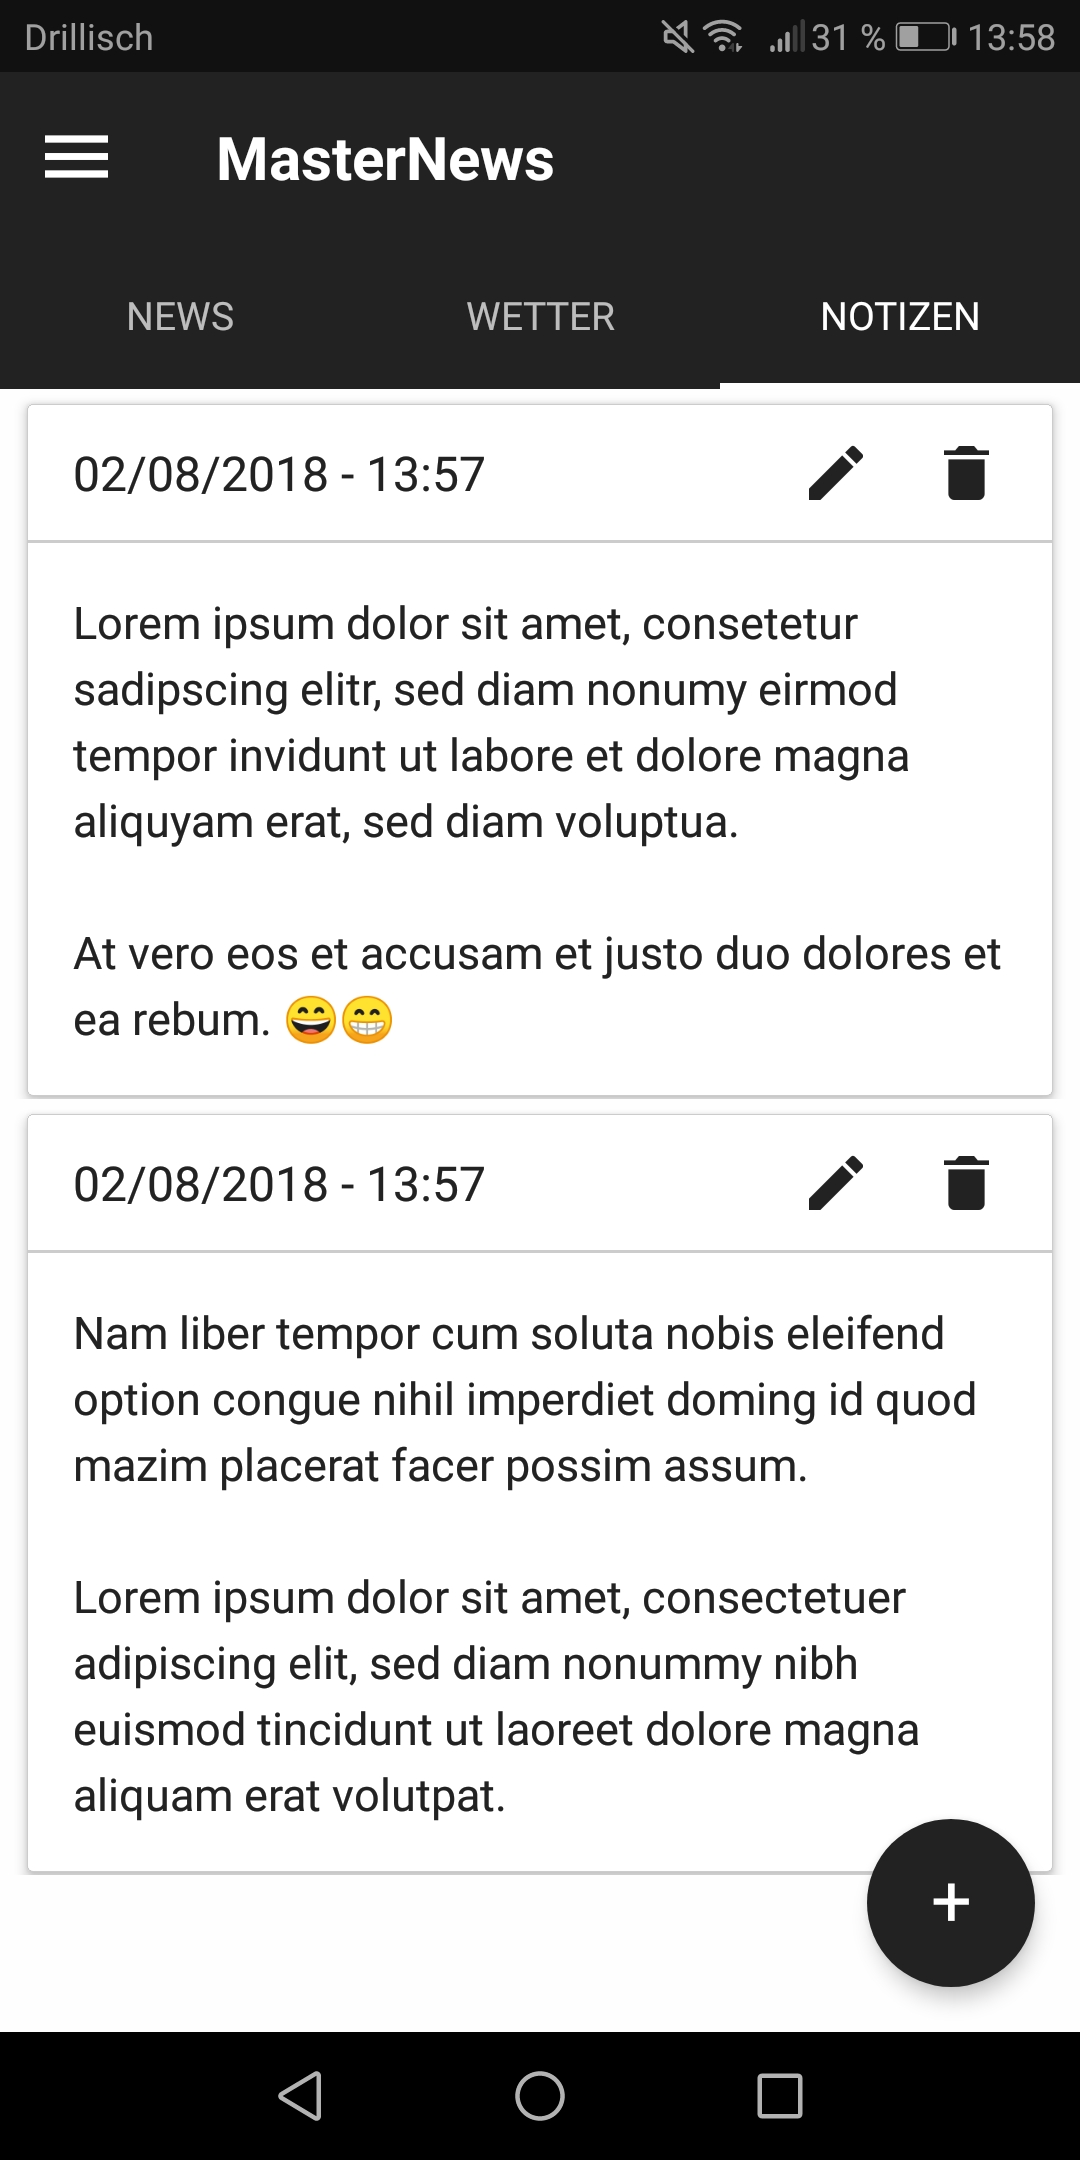 Drillisch 31 % 13:58
MasterNews
NEWS WETTER NOTIZEN
02/08/2018 - 13:57
Lorem ipsum dolor sit amet, consetetur
sadipscing elitr, sed diam nonumy eirmod
tempor invidunt ut labore et dolore magna
aliquyam erat, sed diam voluptua.
At vero eos et accusam et justo duo dolores et
ea rebum. 😄😁
02/08/2018 - 13:57
Nam liber tempor cum soluta nobis eleifend
option congue nihil imperdiet doming id quod
mazim placerat facer possim assum.
Lorem ipsum dolor sit amet, consectetuer
adipiscing elit, sed diam nonummy nibh
euismod tincidunt ut laoreet dolore magna
aliquam erat volutpat.
+